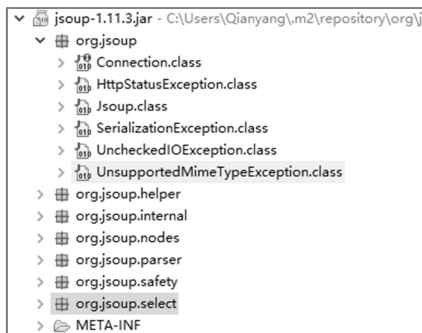 jsoup-1.11.3.jar - C:\Users\Qianyang\.m2\repository\org\j
org.jsoup
Connection.class
HttpStatusException.class
Jsoup.class
SerializationException.class
UncheckedIOException.class
UnsupportedMimeTypeException.class
org.jsoup.helper
org.jsoup.internal
org.jsoup.nodes
org.jsoup.parser
org.jsoup.safety
org.jsoup.select
META-INF